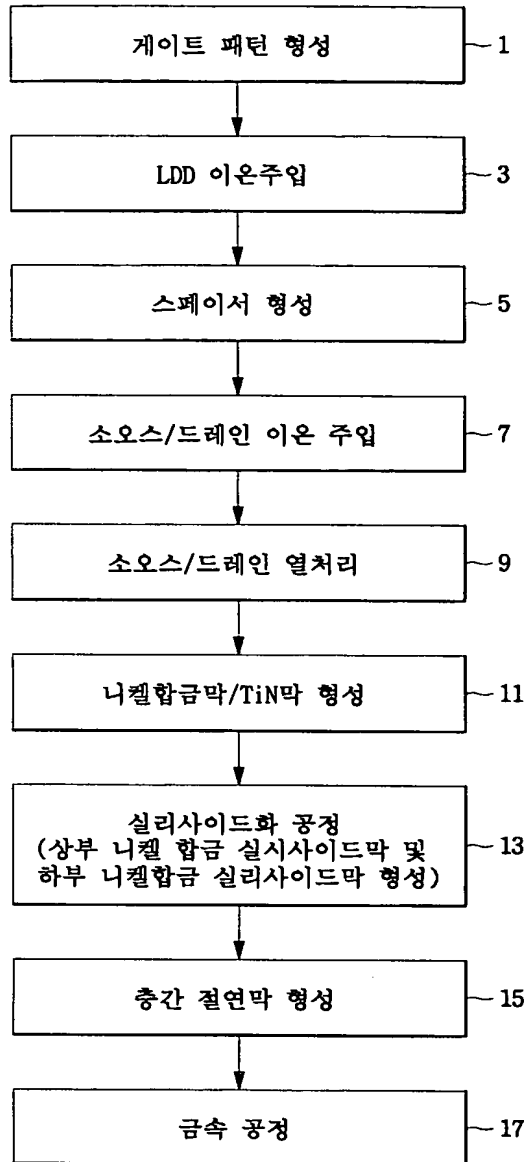 게이트 패턴 형성
1
LDD 이온주입
3
스페이서 형성
5
소오스/드레인 이온 주입
7
소오스/드레인 열처리
9
니켈합금막/TiN막 형성
11
실리사이드화 공정
(상부 니켈 합금 실시사이드막 및
하부 니켈합금 실리사이드막 형성)
13
층간 절연막 형성
15
금속 공정
17